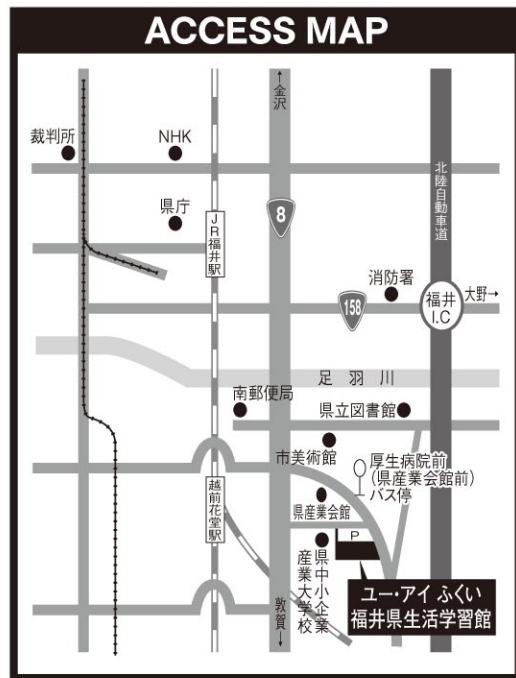 ACCESS MAP
↑金沢
裁判所
NHK
北陸自動車道
県庁
JR福井駅
8
消防署
158
福井
I.C
大野→
足羽川
南郵便局
県立図書館
市美術館
厚生病院前
(県産業会館前)
バス停
越前花堂駅
県産業会館
P
県中小企業
産業大学校
敦賀↓
ユー・アイ ふくい
福井県生活学習館